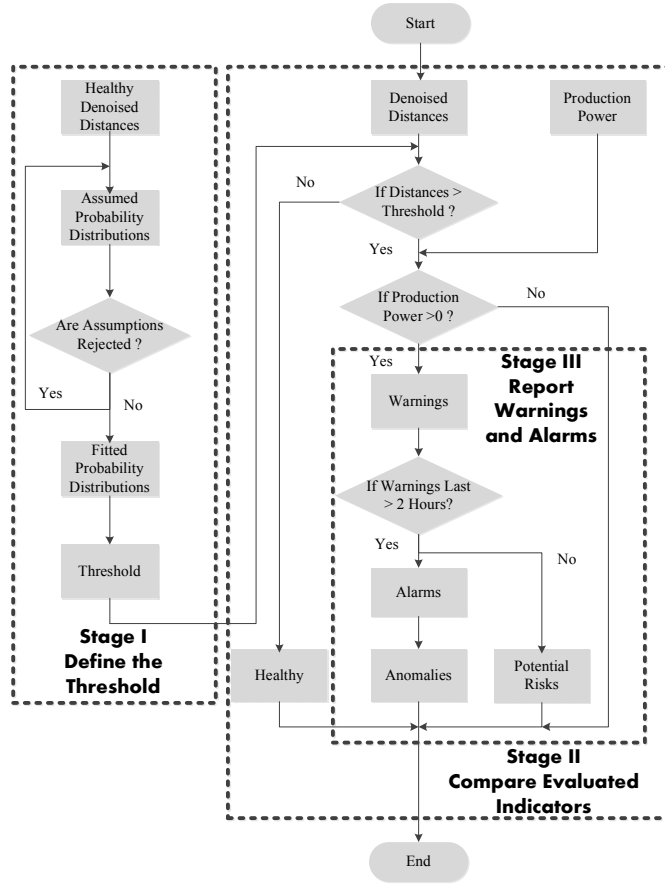 Start
Healthy
Denoised
Distances
Assumed
Probability
Distributions
Are Assumptions
Rejected ?
Yes
No
Fitted
Probability
Distributions
Threshold
Stage I
Define the
Threshold
Denoised
Distances
Production
Power
If Distances >
Threshold ?
No
Yes
If Production
Power >0 ?
No
Yes
Stage III
Report
Warnings
and Alarms
Warnings
If Warnings Last
> 2 Hours?
Yes
No
Alarms
Healthy
Anomalies
Potential
Risks
Stage II
Compare Evaluated
Indicators
End